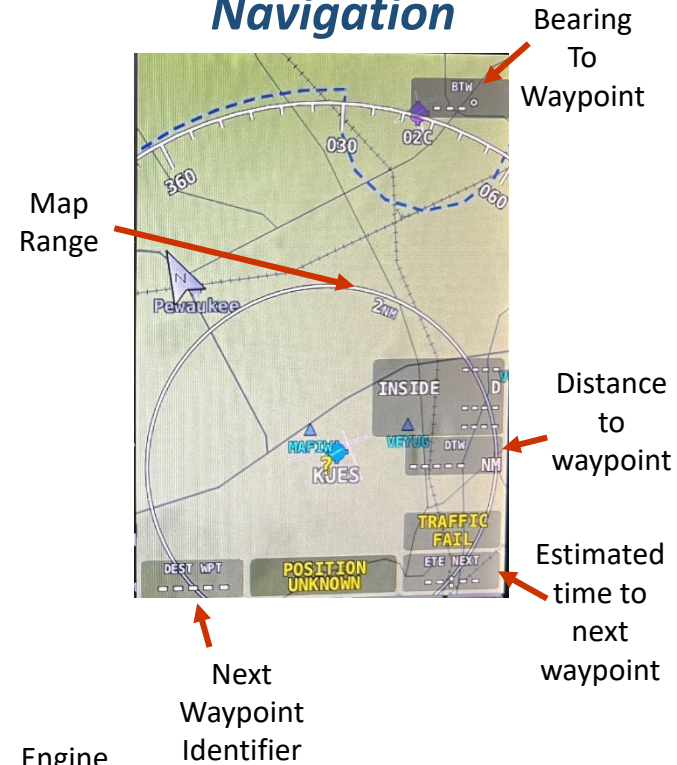 Navigation
Bearing
To
Waypoint
BTW
_ _ _°
02C
030
360
060
Map
Range
N
Pewaukee
2NM
INSIDE
_ _ _ _
D
_ _ _ _
_ _ _ _
Distance
to
waypoint
MAFIW
VEYUG
DTW
_ _ _ _ _ NM
?
KUES
TRAFFIC
FAIL
DEST WPT
_ _ _ _ _
POSITION
UNKNOWN
ETE NEXT
_ _:_ _
Estimated
time to
next
waypoint
Next
Waypoint
Identifier
Engine